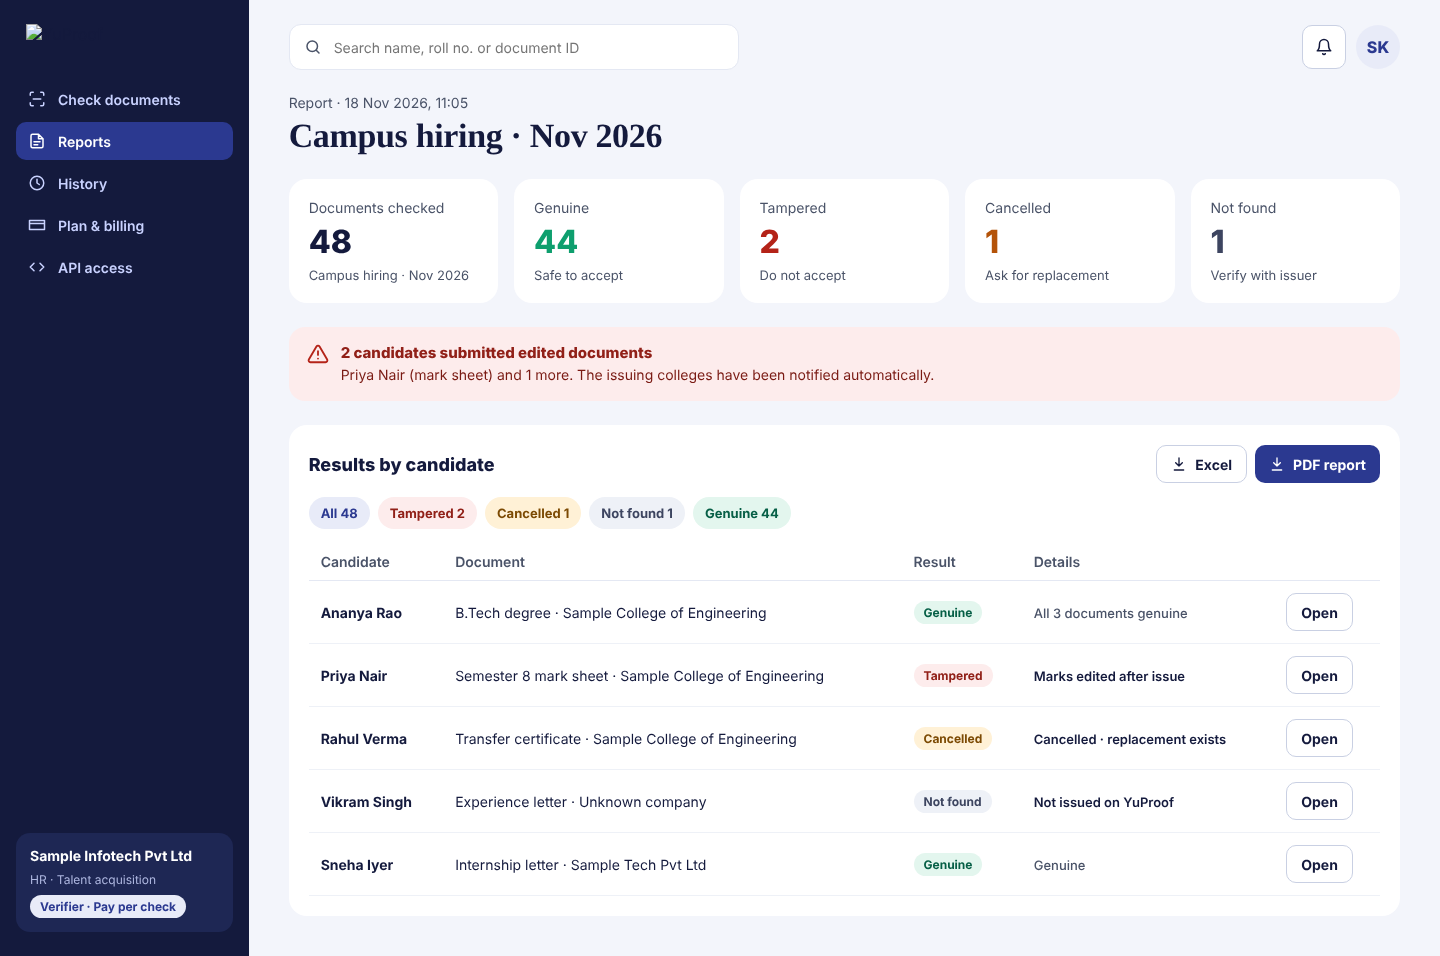 Check documents
Reports
History
Plan & billing
API access
Sample Infotech Pvt Ltd
HR · Talent acquisition
Verifier · Pay per check
Search name, roll no. or document ID
SK
Report · 18 Nov 2026, 11:05
Campus hiring · Nov 2026
Documents checked
48
Campus hiring · Nov 2026
Genuine
44
Safe to accept
Tampered
2
Do not accept
Cancelled
1
Ask for replacement
Not found
1
Verify with issuer
2 candidates submitted edited documents
Priya Nair (mark sheet) and 1 more. The issuing colleges have been notified automatically.
Results by candidate
Excel
PDF report
All 48
Tampered 2
Cancelled 1
Not found 1
Genuine 44
Candidate Document Result Details
Ananya Rao B.Tech degree · Sample College of Engineering Genuine All 3 documents genuine Open
Priya Nair Semester 8 mark sheet · Sample College of Engineering Tampered Marks edited after issue Open
Rahul Verma Transfer certificate · Sample College of Engineering Cancelled Cancelled · replacement exists Open
Vikram Singh Experience letter · Unknown company Not found Not issued on YuProof Open
Sneha Iyer Internship letter · Sample Tech Pvt Ltd Genuine Genuine Open